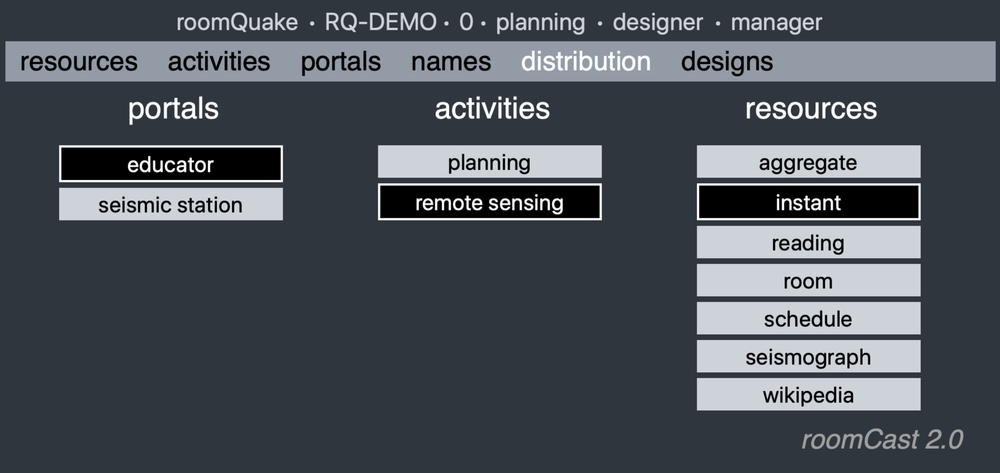 roomQuake · RQ-DEMO · 0 · planning · designer · manager
resources activities portals names distribution designs
portals activities resources
educator planning aggregate
seismic station remote sensing instant
reading
room
schedule
seismograph
wikipedia
roomCast 2.0